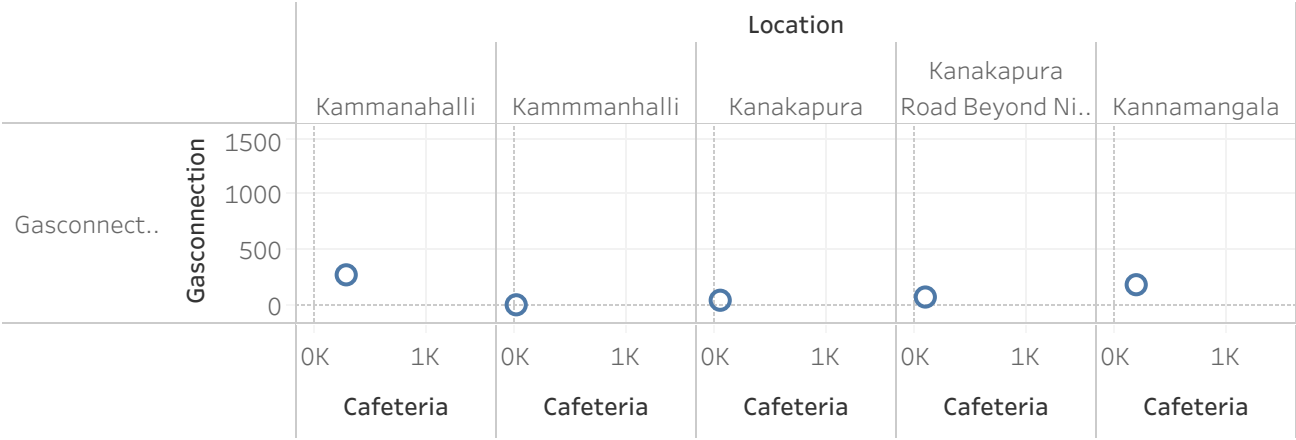 Location
Kammanahalli
Kammmanhalli
Kanakapura
Kanakapura
Road Beyond Ni..
Kannamangala
Gasconnect..
Gasconnection
1500
1000
500
0
0K 1K
0K 1K
0K 1K
0K 1K
0K 1K
Cafeteria
Cafeteria
Cafeteria
Cafeteria
Cafeteria